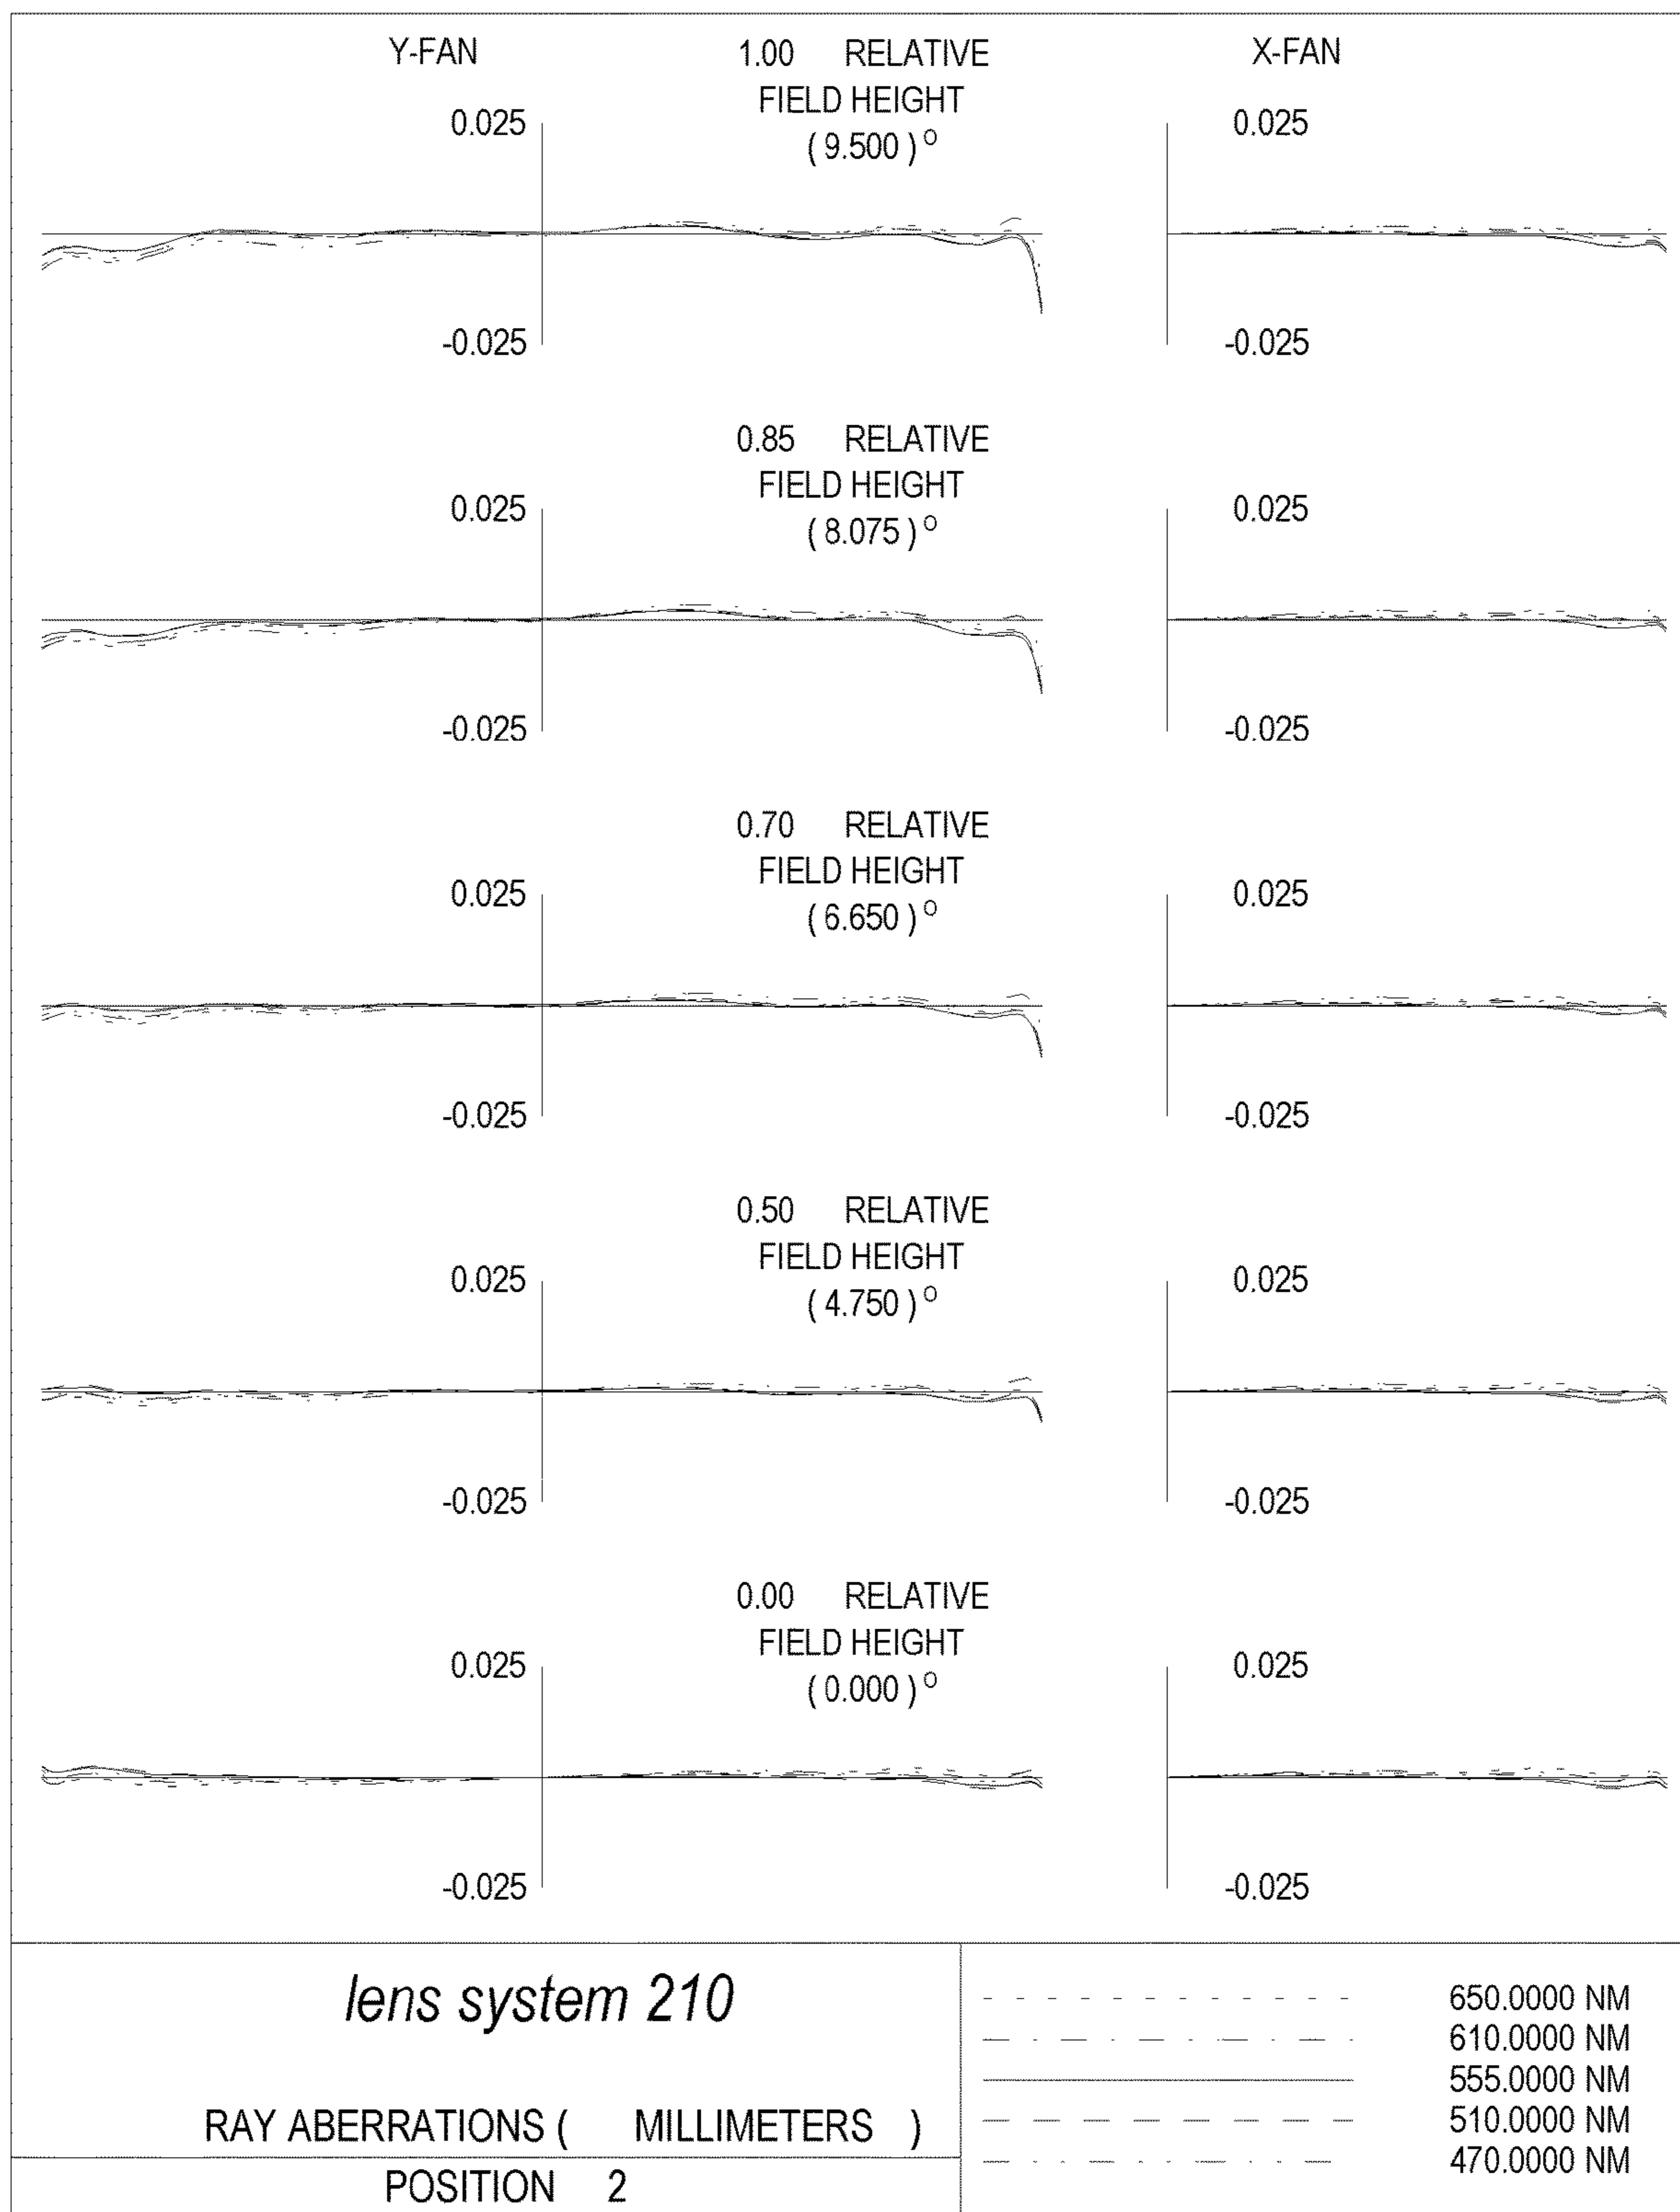 Y-FAN 1.00 RELATIVE X-FAN
FIELD HEIGHT
0.025 ( 9.500 ) O 0.025
-0.025 -0.025
0.85 RELATIVE
FIELD HEIGHT
0.025 ( 8.075 ) O 0.025
-0.025 -0.025
0.70 RELATIVE
FIELD HEIGHT
0.025 ( 6.650 ) O 0.025
-0.025 -0.025
0.50 RELATIVE
FIELD HEIGHT
0.025 ( 4.750 ) O 0.025
-0.025 -0.025
0.00 RELATIVE
FIELD HEIGHT
0.025 ( 0.000 ) O 0.025
-0.025 -0.025
lens system 210
RAY ABERRATIONS ( MILLIMETERS )
POSITION 2
650.0000 NM
610.0000 NM
555.0000 NM
510.0000 NM
470.0000 NM